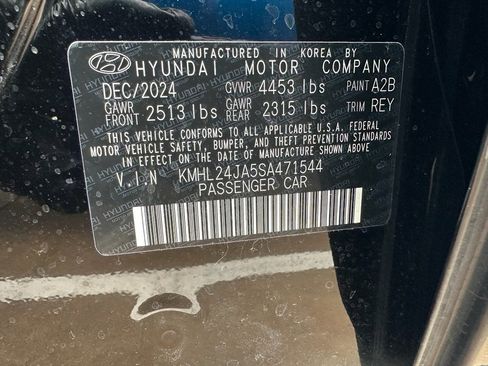 MANUFACTURED IN KOREA BY
HYUNDAI MOTOR COMPANY
DEC/2024 GVWR 4453 lbs PAINT A2B
GAWR FRONT 2513 lbs GAWR REAR 2315 lbs TRIM REY
THIS VEHICLE CONFORMS TO ALL APPLICABLE U.S.A. FEDERAL
MOTOR VEHICLE SAFETY, BUMPER, AND THEFT PREVENTION STANDARDS
IN EFFECT ON THE DATE OF MANUFACTURE SHOWN ABOVE.
V.I.N KMHL24JA5SA471544
PASSENGER CAR